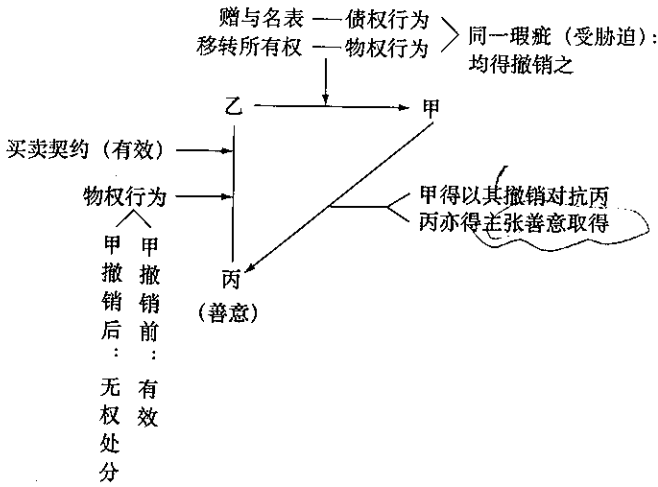 赠与名表 — 债权行为
移转所有权 — 物权行为
同一瑕疵（受胁迫）：
均得撤销之
乙
甲
买卖契约（有效）
物权行为
甲得以其撤销对抗丙
丙亦得主张善意取得
丙
（善意）
甲撤销后：无权处分
甲撤销前：有效